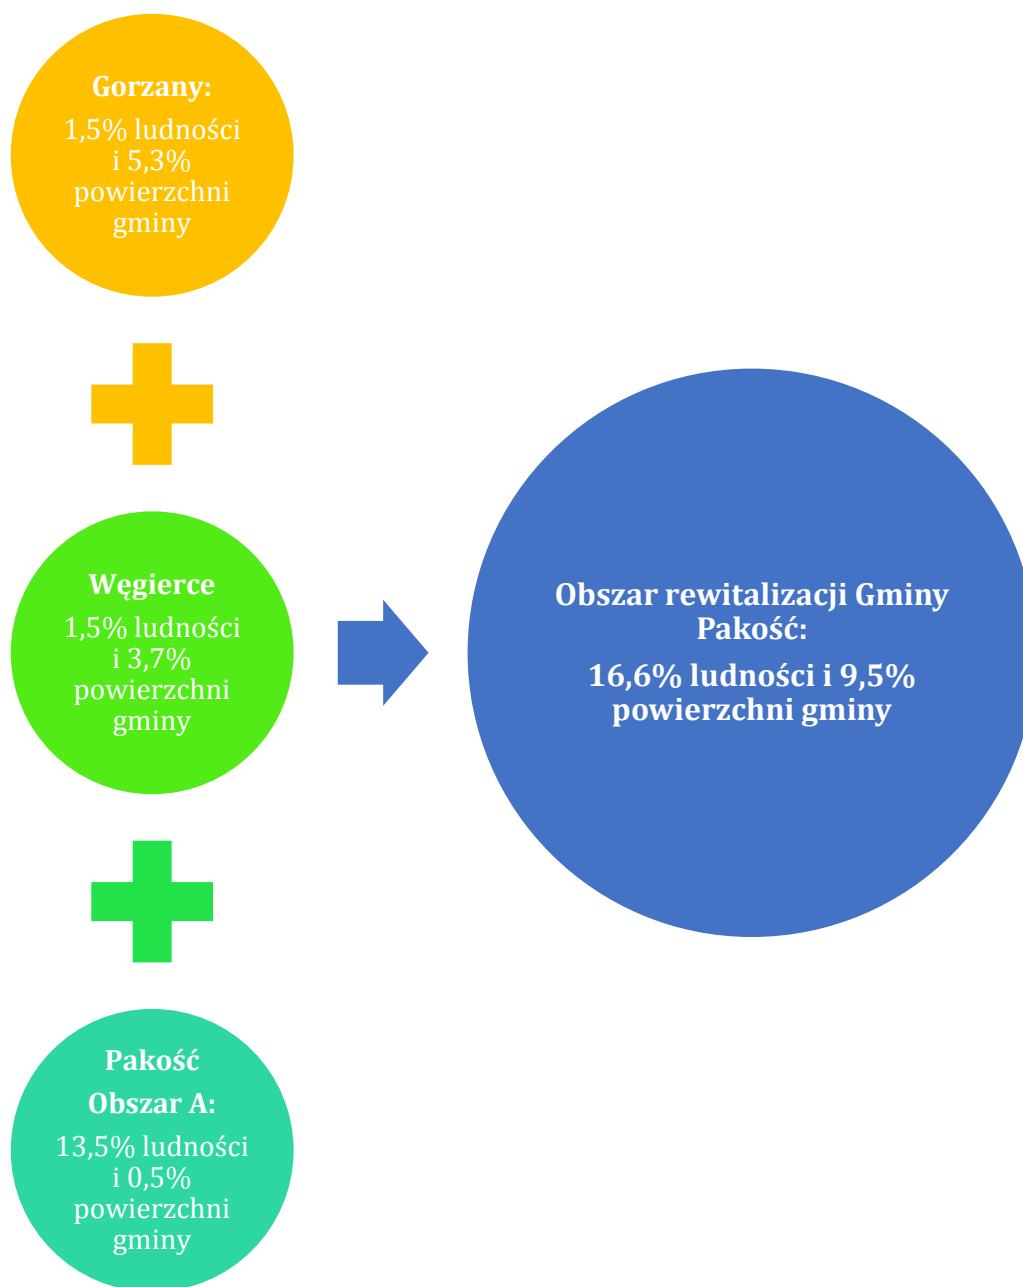 Gorzany:
1,5% ludności
i 5,3%
powierzchni
gminy
Węgierce
1,5% ludności
i 3,7%
powierzchni
gminy
Pakość
Obszar A:
13,5% ludności
i 0,5%
powierzchni
gminy
Obszar rewitalizacji Gminy
Pakość:
16,6% ludności i 9,5%
powierzchni gminy